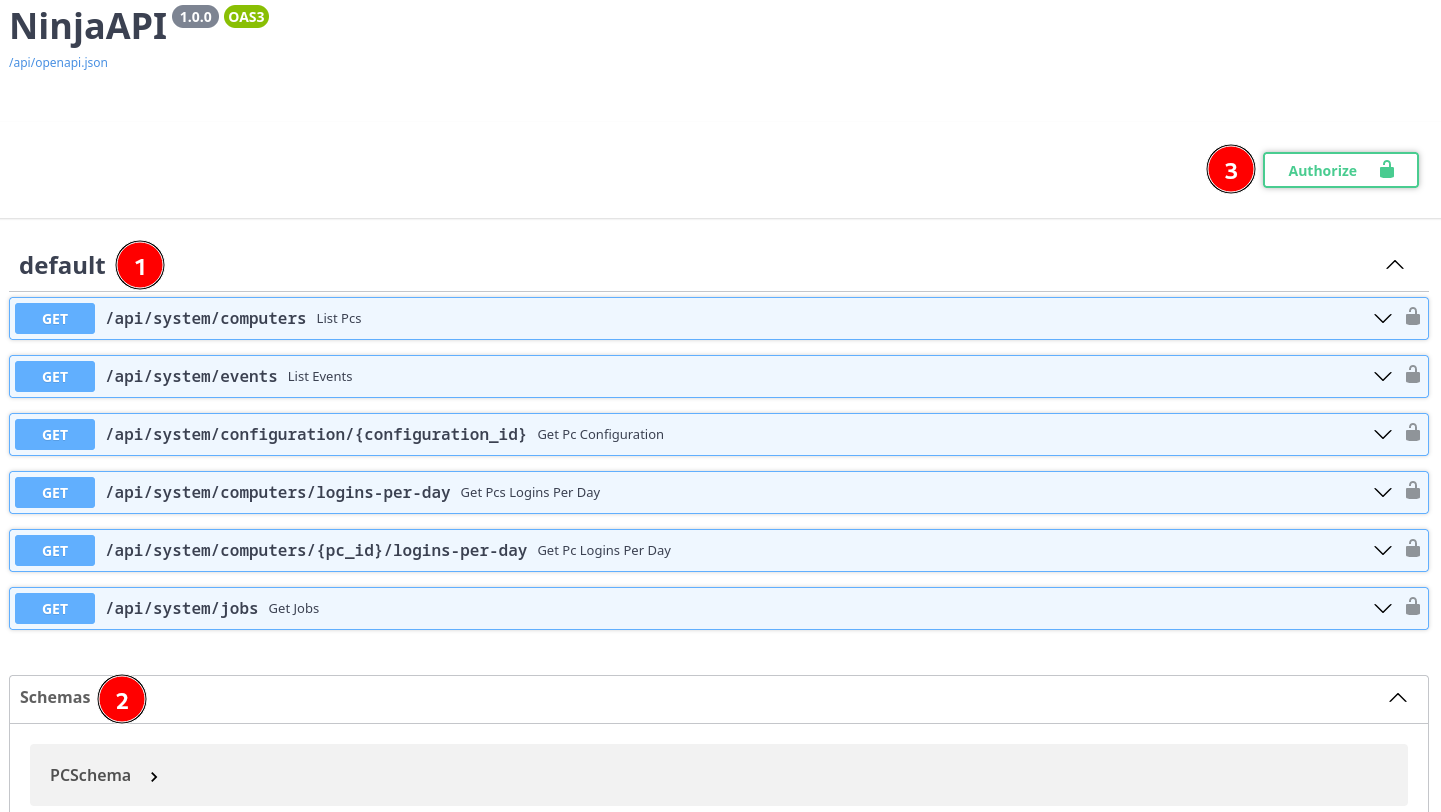 NinjaAPI 1.0.0 OAS3
/api/openapi.json
3 Authorize
default 1
GET /api/system/computers List Pcs
GET /api/system/events List Events
GET /api/system/configuration/{configuration_id} Get Pc Configuration
GET /api/system/computers/logins-per-day Get Pcs Logins Per Day
GET /api/system/computers/{pc_id}/logins-per-day Get Pc Logins Per Day
GET /api/system/jobs Get Jobs
Schemas 2
PCSchema